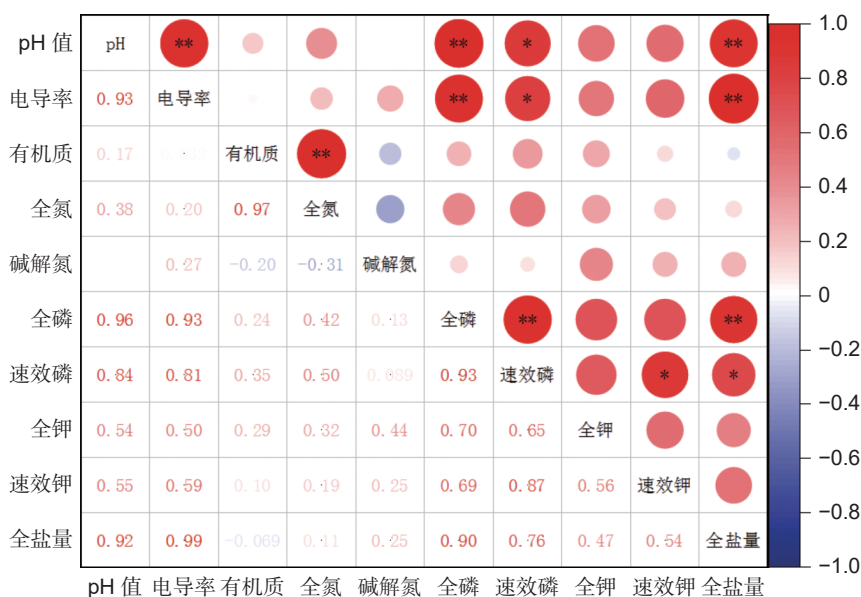 pH 值 pH ** ** * ** 1.0
0.8
电导率 0.93 电导率 ** * **
0.6
有机质 0.17 有机质 **
0.4
全氮 0.38 0.20 0.97 全氮
0.2
碱解氮 0.27 -0.20 -0.31 碱解氮
0
全磷 0.96 0.93 0.24 0.42 0.13 全磷 ** **
-0.2
速效磷 0.84 0.81 0.35 0.50 0.089 0.93 速效磷 * *
-0.4
全钾 0.54 0.50 0.29 0.32 0.44 0.70 0.65 全钾
-0.6
速效钾 0.55 0.59 0.10 0.19 0.25 0.69 0.87 0.56 速效钾
-0.8
全盐量 0.92 0.99 -0.069 0.11 0.25 0.90 0.76 0.47 0.54 全盐量
-1.0
pH 值 电导率 有机质 全氮 碱解氮 全磷 速效磷 全钾 速效钾 全盐量